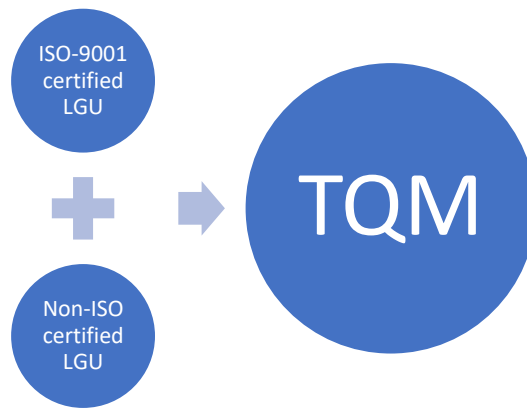 ISO-9001
certified
LGU
Non-ISO
certified
LGU
TQM